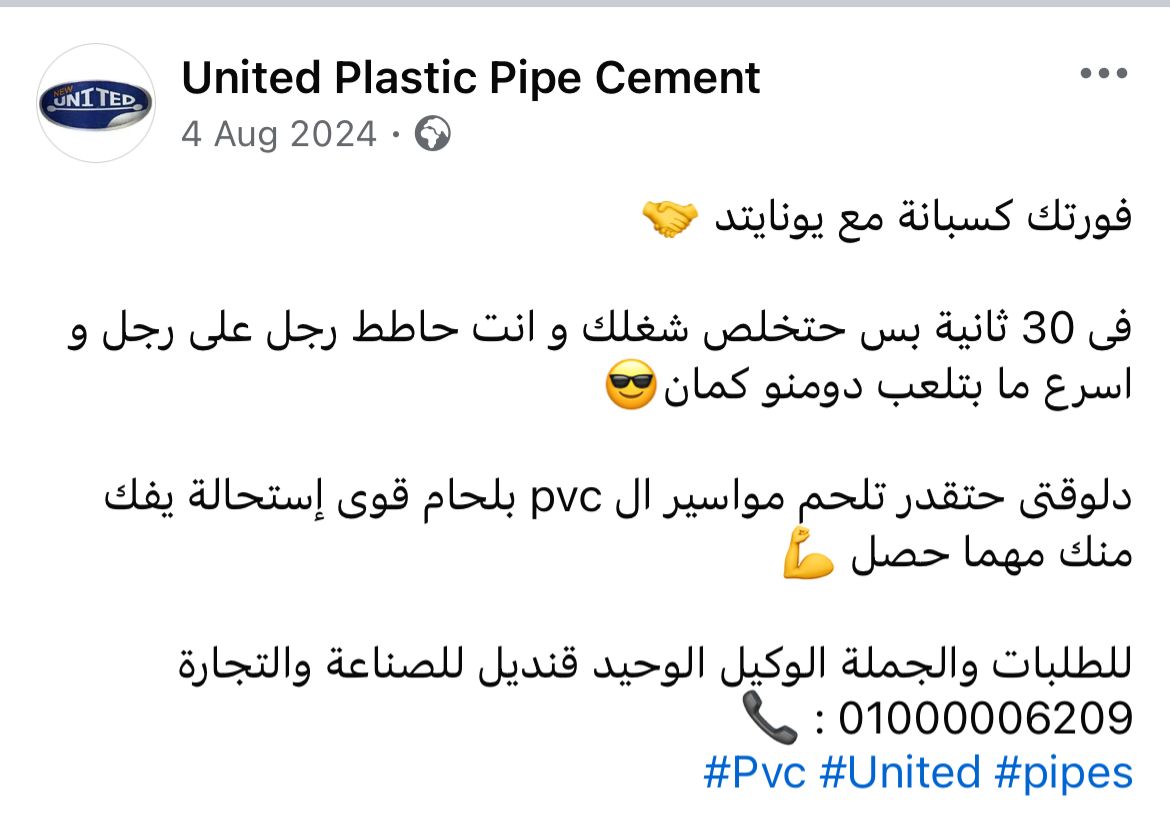 NEW
UNITED
United Plastic Pipe Cement
4 Aug 2024 ·
فورتك كسبانة مع يونايتد 🤝
فى 30 ثانية بس حتخلص شغلك و انت حاطط رجل على رجل و
اسرع ما بتلعب دومنو كمان😎
دلوقتى حتقدر تلحم مواسير ال pvc بلحام قوى إستحالة يفك
منك مهما حصل 💪
للطلبات والجملة الوكيل الوحيد قنديل للصناعة والتجارة
01000006209 : 📞
#Pvc #United #pipes